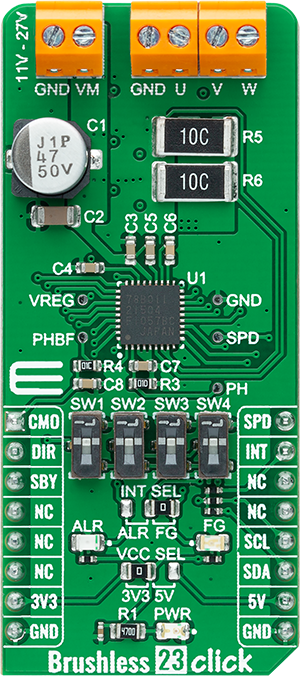 11V - 27V
GND VM GND U V W
J1P
47
50V
C1
10C R5
10C R6
C2
C3 C5 C6
C4 U1
VREG GND
PHBF SPD
R4 C7
C8 R3 PH
SW1 SW2 SW3 SW4
CMO SPD
DIR INT
SBY NC
NC NC
NC SCL
NC SDA
3V3 5V
GND GND
INT SEL
0
ALR FG
ALR FG
VCC SEL
0
3V3 5V
R1 PWR
4700
Brushless 23 click